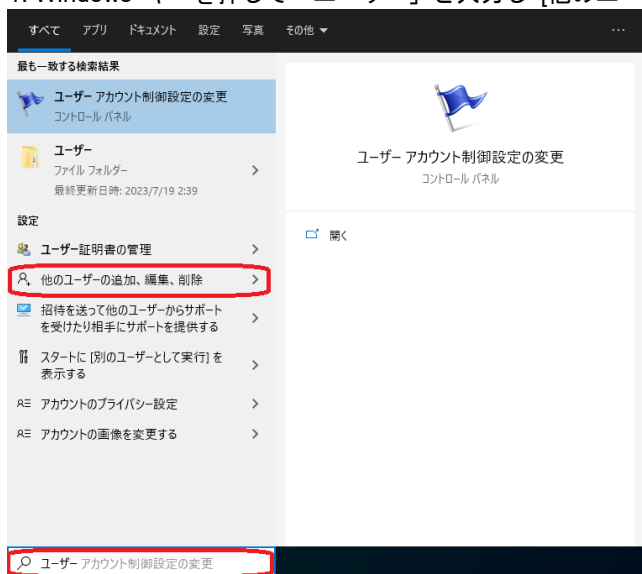 すべて アプリ ドキュメント 設定 写真 その他 ▼ …
最も一致する検索結果
ユーザー アカウント制御設定の変更
コントロール パネル
ユーザー
ファイル フォルダー
最終更新日時: 2023/7/19 2:39
設定
ユーザー証明書の管理
他のユーザーの追加、編集、削除
招待を送って他のユーザーからサポート
を受けたり相手にサポートを提供する
スタートに [別のユーザーとして実行] を
表示する
アカウントのプライバシー設定
アカウントの画像を変更する
ユーザー アカウント制御設定の変更
ユーザー アカウント制御設定の変更
コントロール パネル
開く